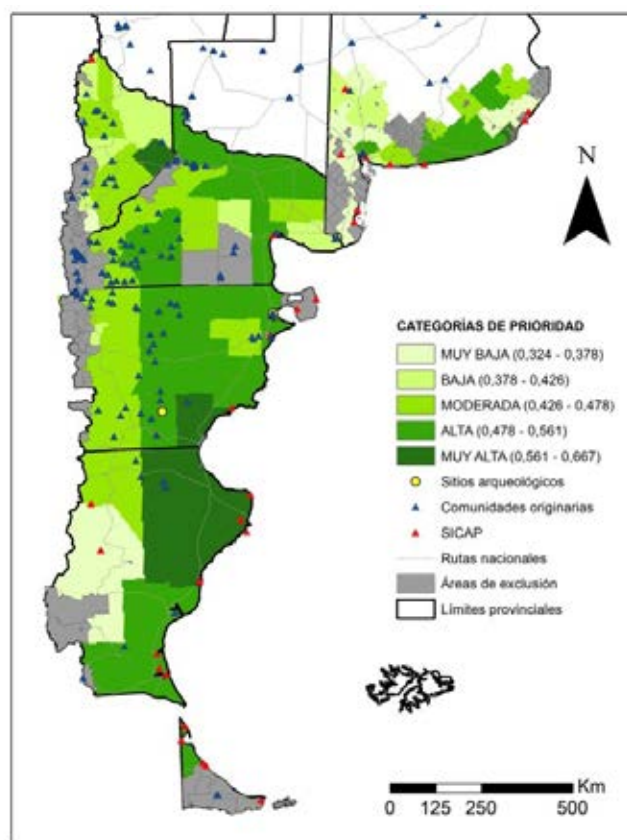 N
CATEGORÍAS DE PRIORIDAD
MUY BAJA (0,324 - 0,378)
BAJA (0,378 - 0,426)
MODERADA (0,426 - 0,478)
ALTA (0,478 - 0,561)
MUY ALTA (0,561 - 0,667)
Sitios arqueológicos
Comunidades originarias
SICAP
Rutas nacionales
Áreas de exclusión
Límites provinciales
Km
0 125 250 500